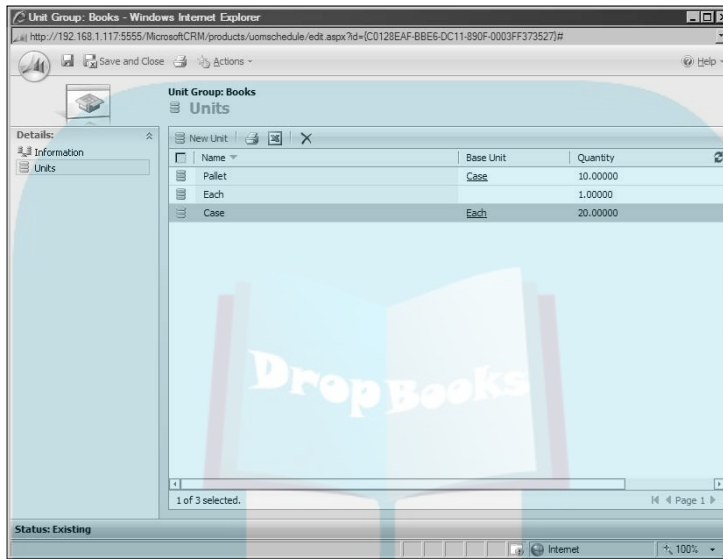 Unit Group: Books - Windows Internet Explorer
http://192.168.1.117:5555/MicrosoftCRM/products/uomschedule/edit.aspx?id={C0128EAF-BBE6-DC11-890F-0003FF373527}#
Save and Close Actions Help
Unit Group: Books
Units
Details:
Information
Units
New Unit
Name Base Unit Quantity
Pallet Case 10.00000
Each 1.00000
Case Each 20.00000
DropBooks
1 of 3 selected.
Page 1
Status: Existing
Internet 100%